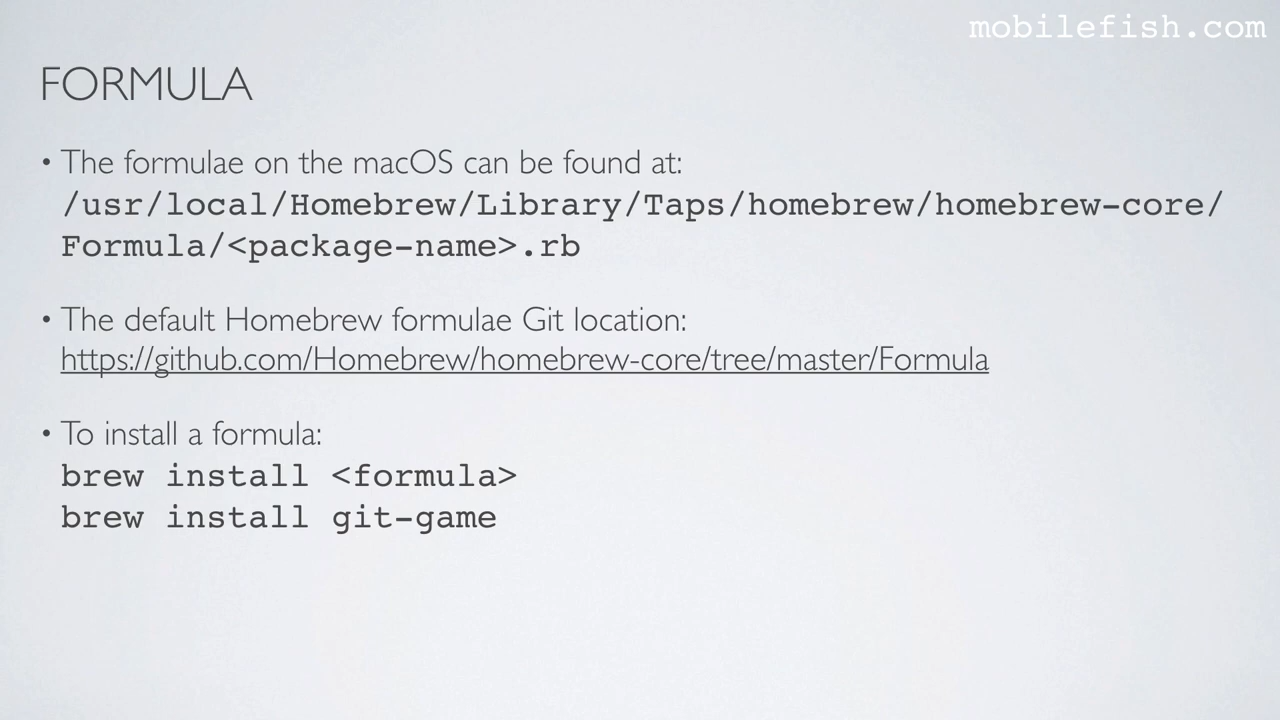 mobilefish.com
FORMULA
• The formulae on the macOS can be found at:
/usr/local/Homebrew/Library/Taps/homebrew/homebrew-core/
Formula/<package-name>.rb
• The default Homebrew formulae Git location:
https://github.com/Homebrew/homebrew-core/tree/master/Formula
• To install a formula:
brew install <formula>
brew install git-game